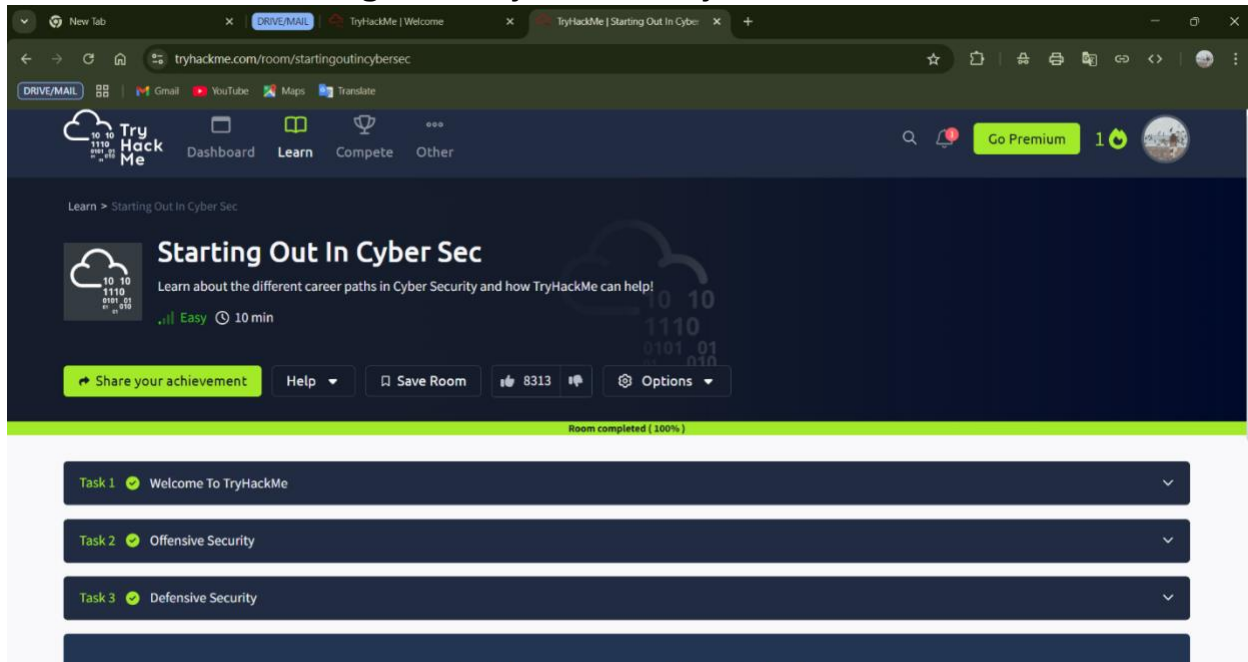 New Tab
DRIVE/MAIL
TryHackMe | Welcome
TryHackMe | Starting Out In Cyber
tryhackme.com/room/startingoutincybersec
DRIVE/MAIL
Gmail
YouTube
Maps
Translate
Try Hack Me
Dashboard
Learn
Compete
Other
Go Premium
1
Learn > Starting Out In Cyber Sec
Starting Out In Cyber Sec
Learn about the different career paths in Cyber Security and how TryHackMe can help!
Easy 10 min
Share your achievement
Help
Save Room
8313
Options
Room completed ( 100% )
Task 1 Welcome To TryHackMe
Task 2 Offensive Security
Task 3 Defensive Security